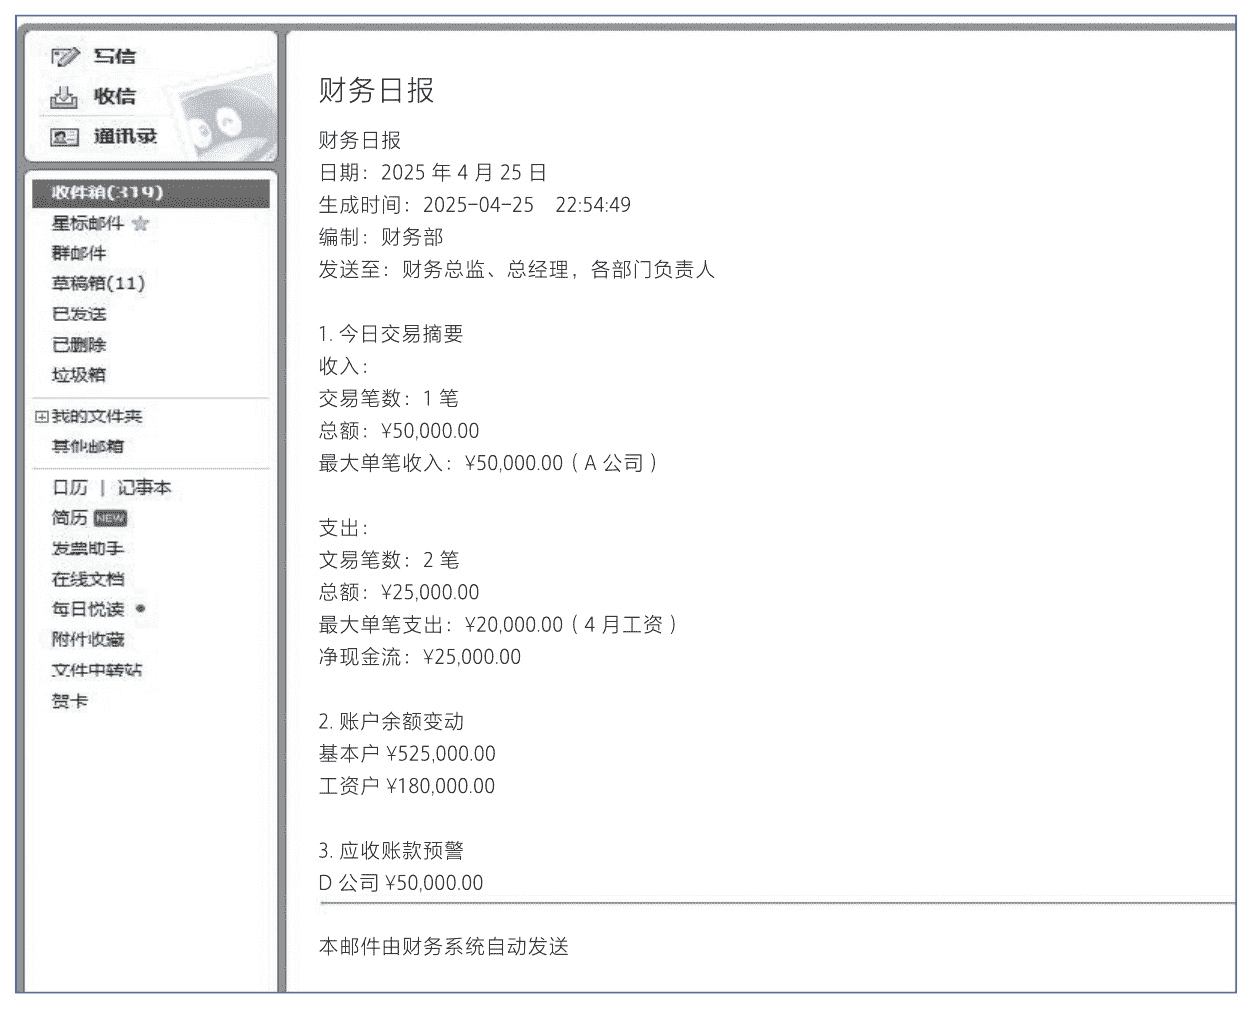 写信
收信
通讯录
收件箱(319)
星标邮件
群邮件
草稿箱(11)
已发送
已删除
垃圾箱
我的文件夹
其他邮箱
日历 | 记事本
简历 NEW
发票助手
在线文档
每日悦读
附件收藏
文件中转站
贺卡
财务日报
财务日报
日期：2025 年 4 月 25 日
生成时间：2025-04-25 22:54:49
编制：财务部
发送至：财务总监、总经理，各部门负责人
1. 今日交易摘要
收入：
交易笔数：1 笔
总额：¥50,000.00
最大单笔收入：¥50,000.00（A 公司）
支出：
文易笔数：2 笔
总额：¥25,000.00
最大单笔支出：¥20,000.00（4 月工资）
净现金流：¥25,000.00
2. 账户余额变动
基本户 ¥525,000.00
工资户 ¥180,000.00
3. 应收账款预警
D 公司 ¥50,000.00
本邮件由财务系统自动发送